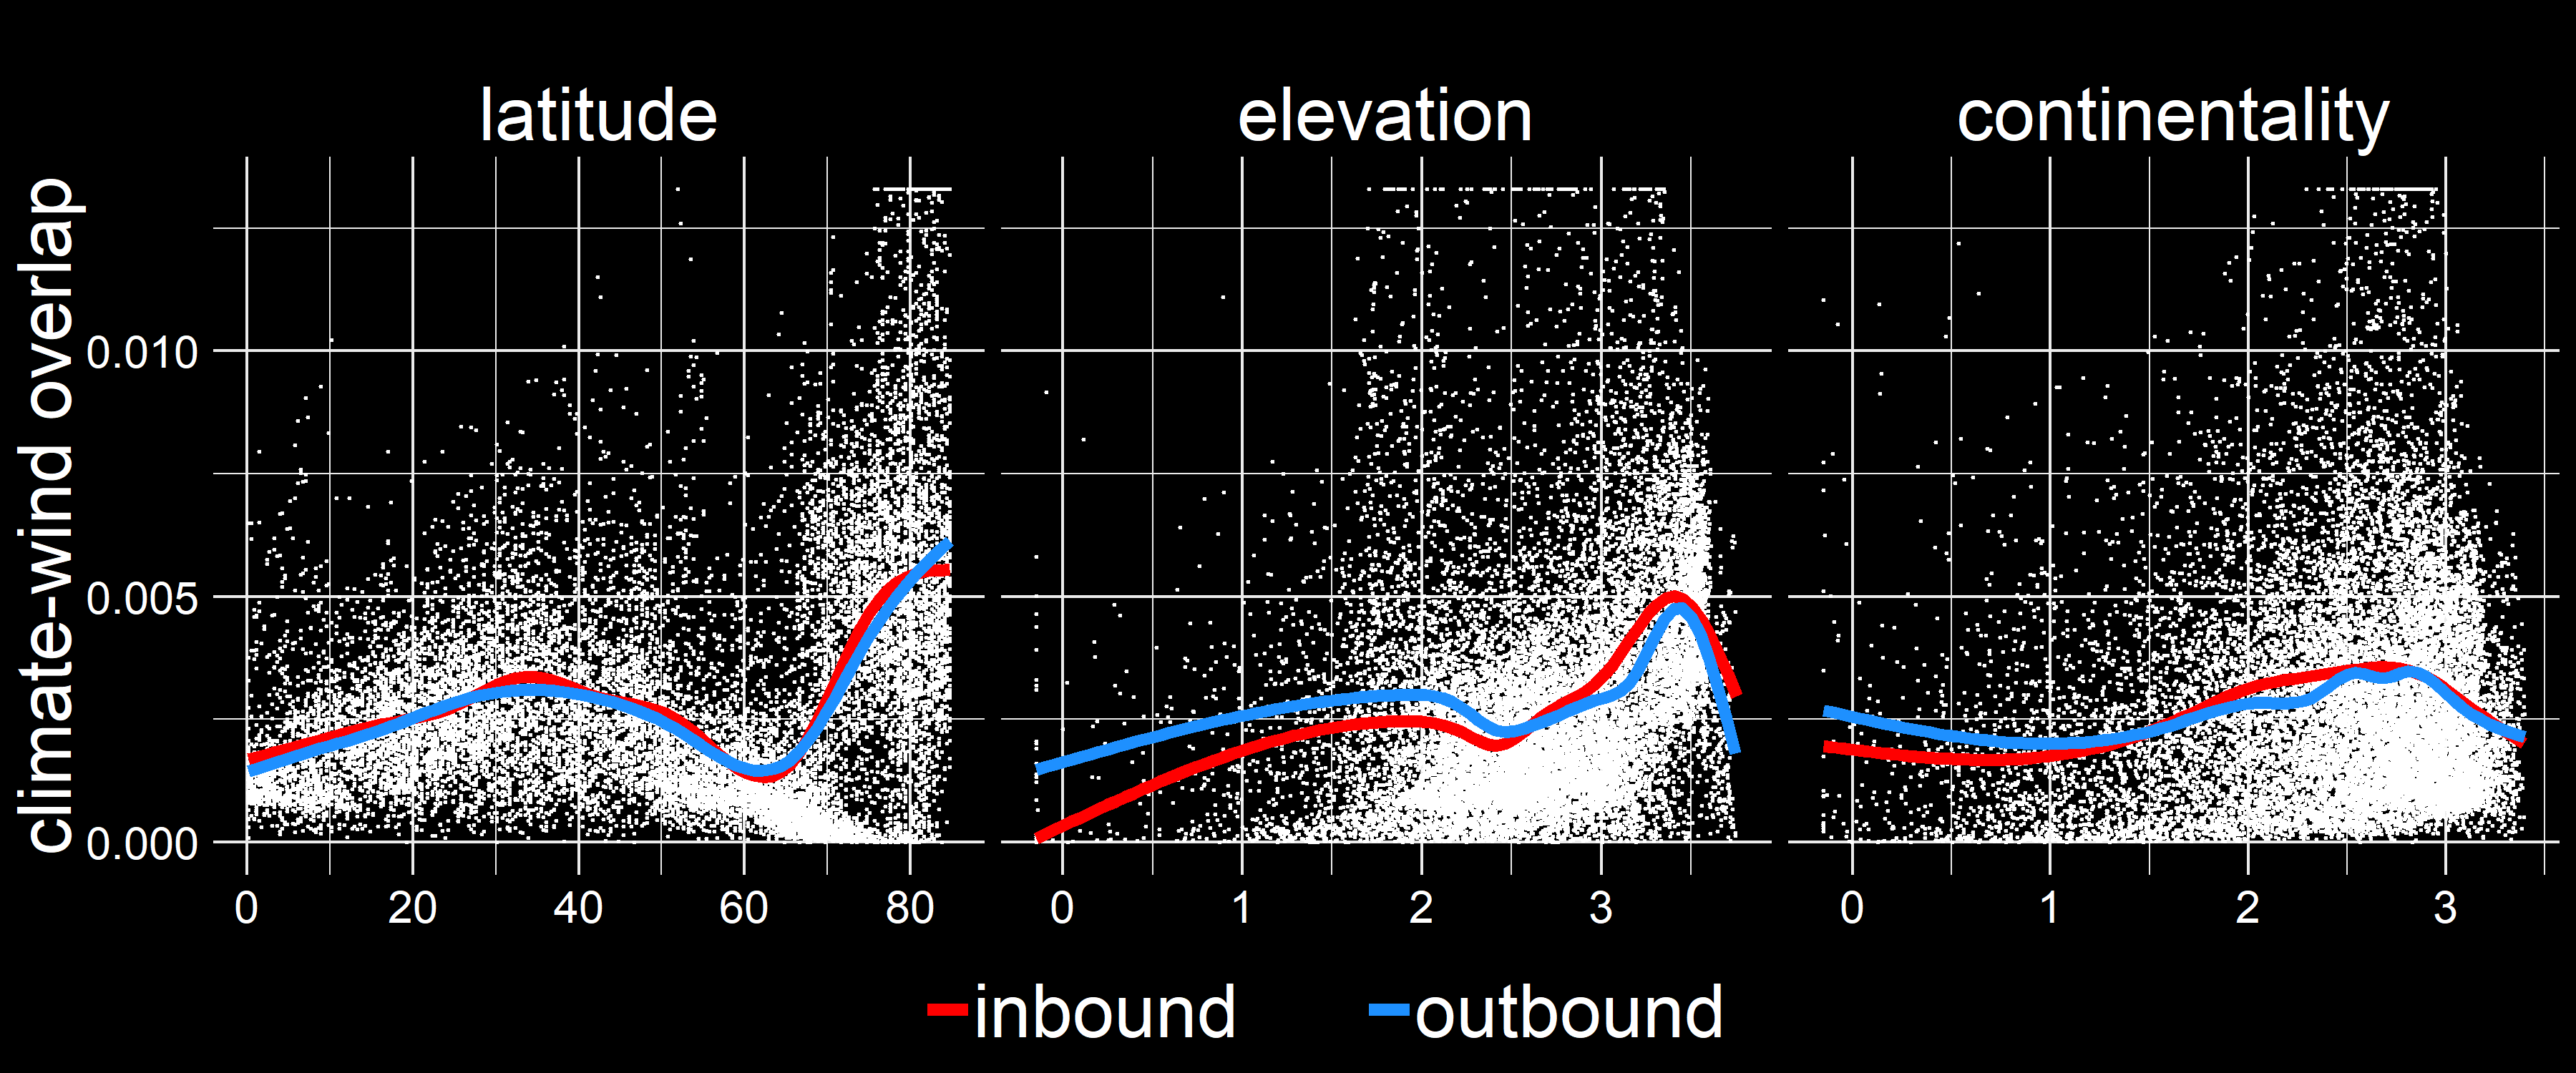 latitude elevation continentality
climate-wind overlap
0.010
0.005
0.000
0 20 40 60 80 0 1 2 3 0 1 2 3
inbound outbound